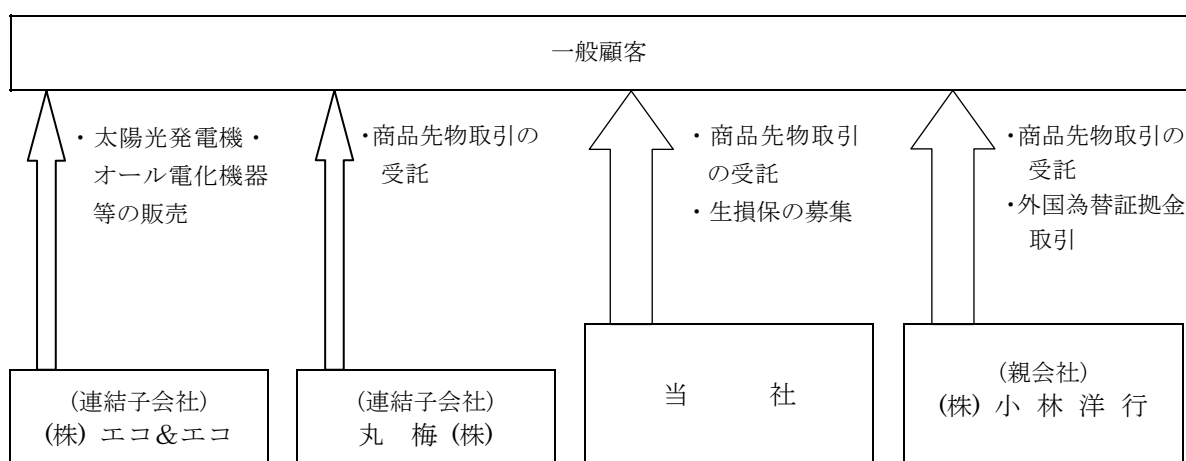 一般顧客
・太陽光発電機・
オール電化機器
等の販売
・商品先物取引の
受託
・商品先物取引
の受託
・生損保の募集
・商品先物取引の
受託
・外国為替証拠金
取引
(連結子会社)
(株) エコ&エコ
(連結子会社)
丸 梅 (株)
当 社
(親会社)
(株) 小 林 洋 行